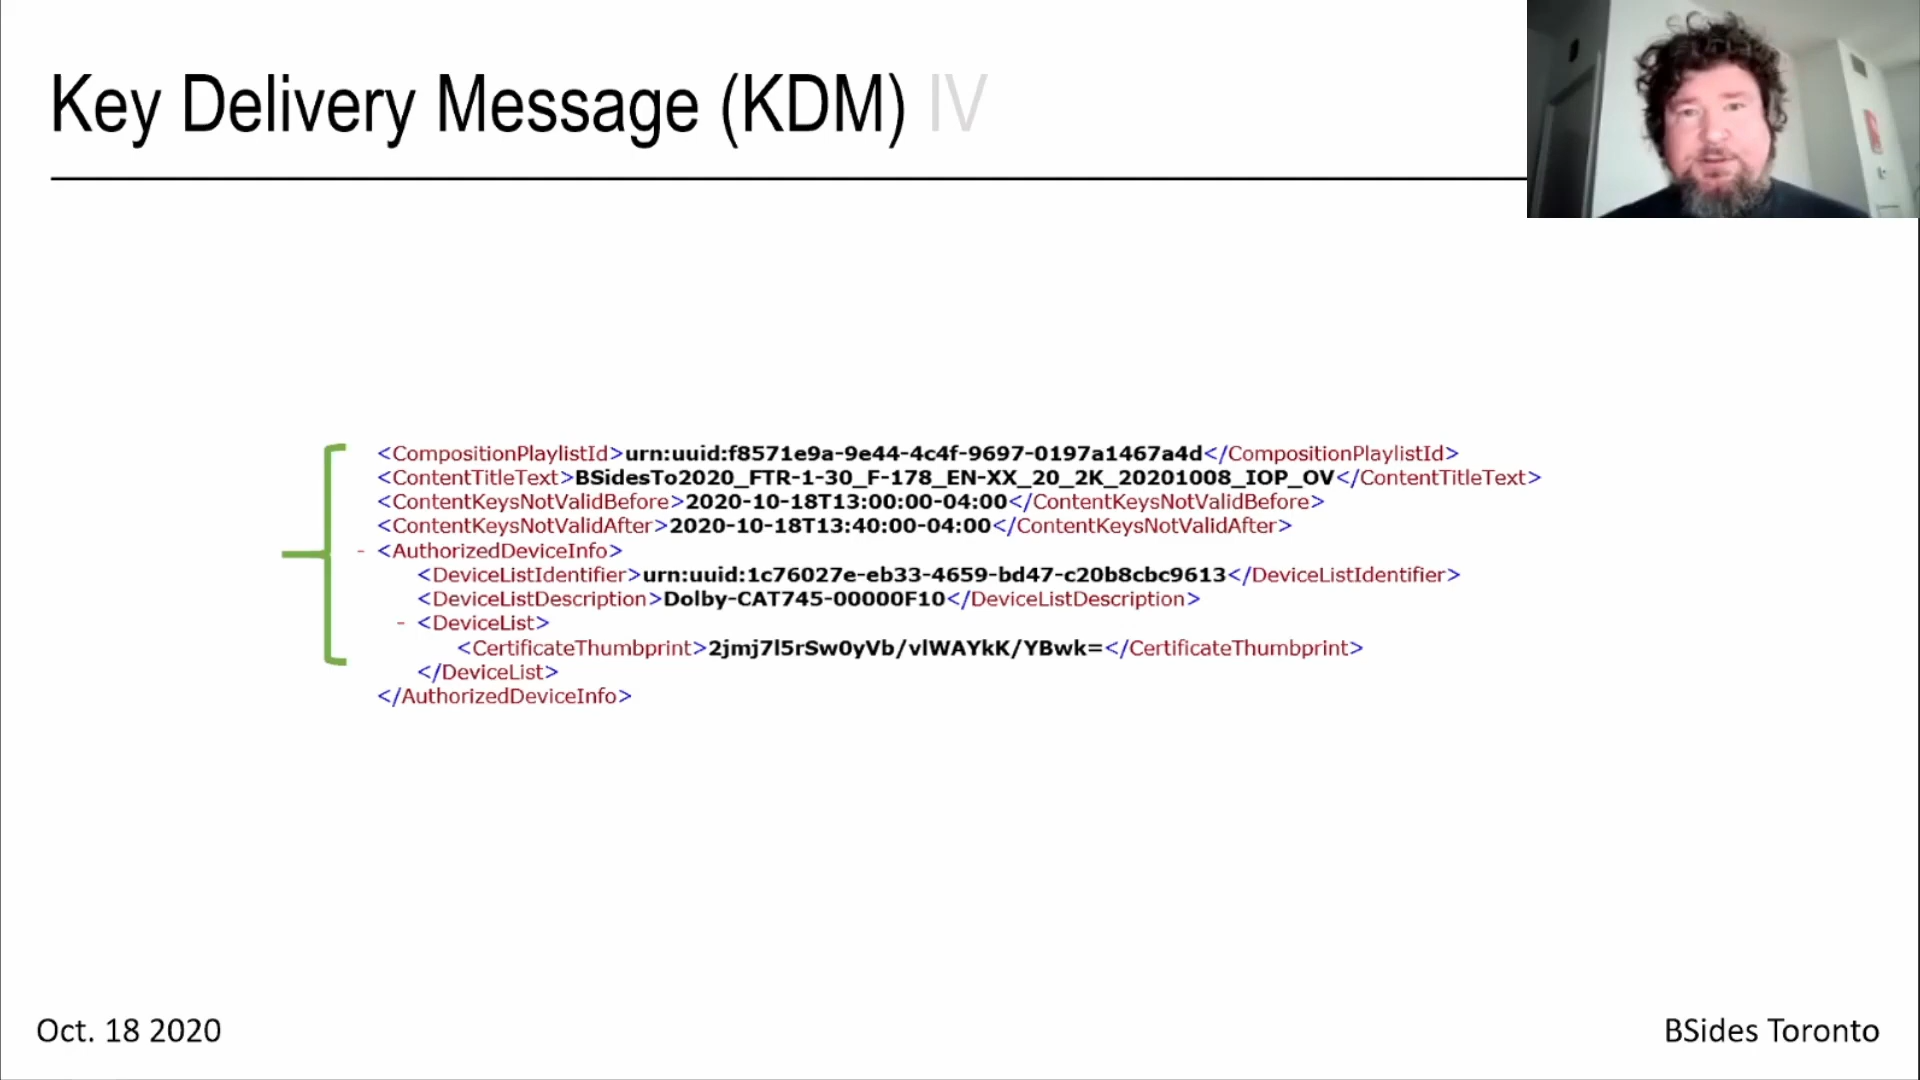 Key Delivery Message (KDM) IV
<CompositionPlaylistId>urn:uuid:f8571e9a-9e44-4c4f-9697-0197a1467a4d</CompositionPlaylistId>
<ContentTitleText>BSidesTo2020_FTR-1-30_F-178_EN-XX_20_2K_20201008_IOP_OV</ContentTitleText>
<ContentKeysNotValidBefore>2020-10-18T13:00:00-04:00</ContentKeysNotValidBefore>
<ContentKeysNotValidAfter>2020-10-18T13:40:00-04:00</ContentKeysNotValidAfter>
- <AuthorizedDeviceInfo>
<DeviceListIdentifier>urn:uuid:1c76027e-eb33-4659-bd47-c20b8cbc9613</DeviceListIdentifier>
<DeviceListDescription>Dolby-CAT745-00000F10</DeviceListDescription>
- <DeviceList>
<CertificateThumbprint>2jmj7l5rSw0yVb/vlWAYkK/YBwk=</CertificateThumbprint>
</DeviceList>
</AuthorizedDeviceInfo>
Oct. 18 2020
BSides Toronto